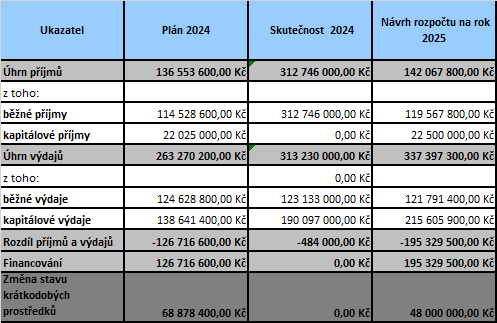 Ukazatel Plán 2024 Skutečnost 2024 Návrh rozpočtu na rok 2025
Úhrn příjmů 136 553 600,00 Kč 312 746 000,00 Kč 142 067 800,00 Kč
z toho:
běžné příjmy 114 528 600,00 Kč 312 746 000,00 Kč 119 567 800,00 Kč
kapitálové příjmy 22 025 000,00 Kč 0,00 Kč 22 500 000,00 Kč
Úhrn výdajů 263 270 200,00 Kč 313 230 000,00 Kč 337 397 300,00 Kč
z toho: 0,00 Kč
běžné výdaje 124 628 800,00 Kč 123 133 000,00 Kč 121 791 400,00 Kč
kapitálové výdaje 138 641 400,00 Kč 190 097 000,00 Kč 215 605 900,00 Kč
Rozdíl příjmů a výdajů -126 716 600,00 Kč -484 000,00 Kč -195 329 500,00 Kč
Financování 126 716 600,00 Kč 0,00 Kč 195 329 500,00 Kč
Změna stavu
krátkodobých
prostředků 68 878 400,00 Kč 0,00 Kč 48 000 000,00 Kč